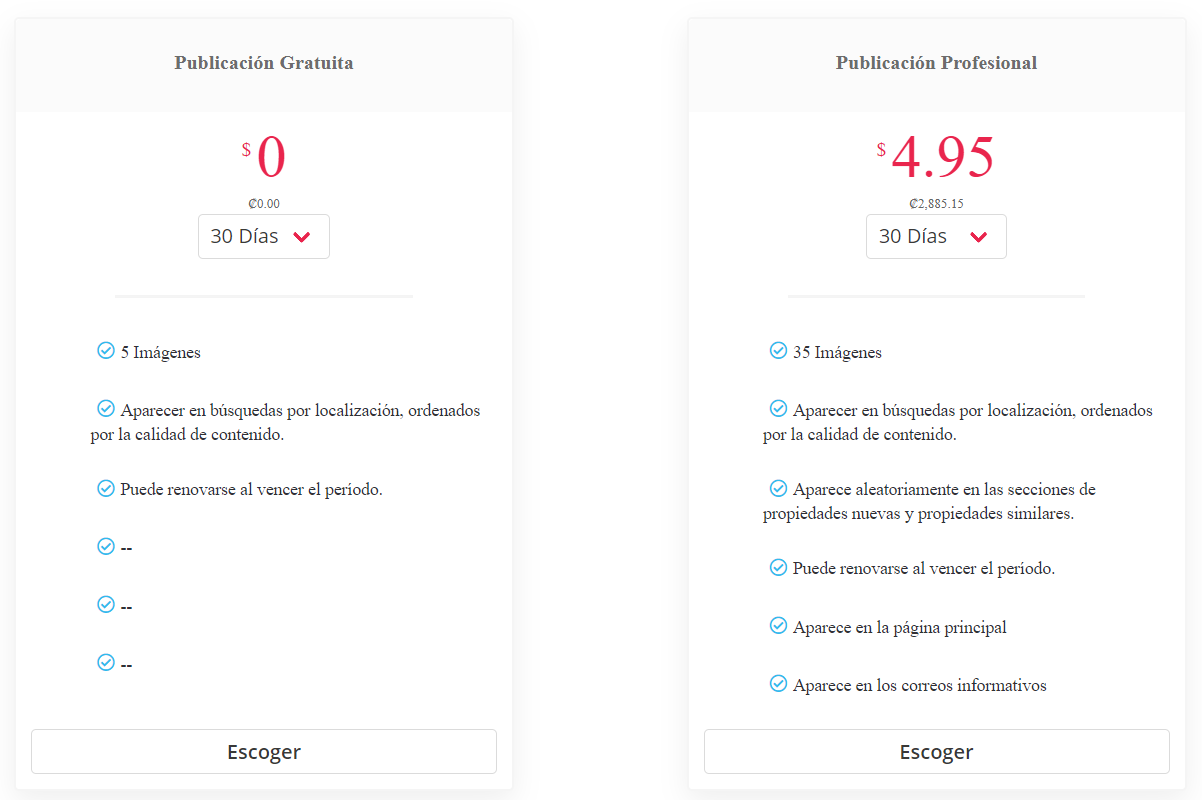 Publicación Gratuita
$0
₡0.00
30 Días
5 Imágenes
Aparecer en búsquedas por localización, ordenados
por la calidad de contenido.
Puede renovarse al vencer el período.
--
--
--
Escoger
Publicación Profesional
$4.95
₡2,885.15
30 Días
35 Imágenes
Aparecer en búsquedas por localización, ordenados
por la calidad de contenido.
Aparece aleatoriamente en las secciones de
propiedades nuevas y propiedades similares.
Puede renovarse al vencer el período.
Aparece en la página principal
Aparece en los correos informativos
Escoger